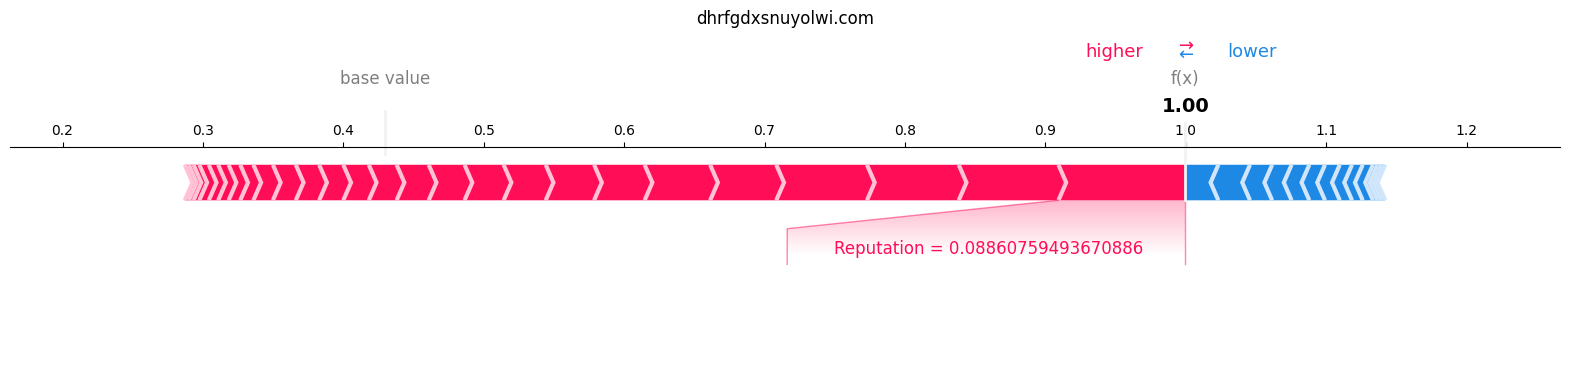 dhrfgdxsnuyolwi.com
higher → ← lower
base value f(x)
1.00
0.2 0.3 0.4 0.5 0.6 0.7 0.8 0.9 1.0 1.1 1.2
Reputation = 0.08860759493670886